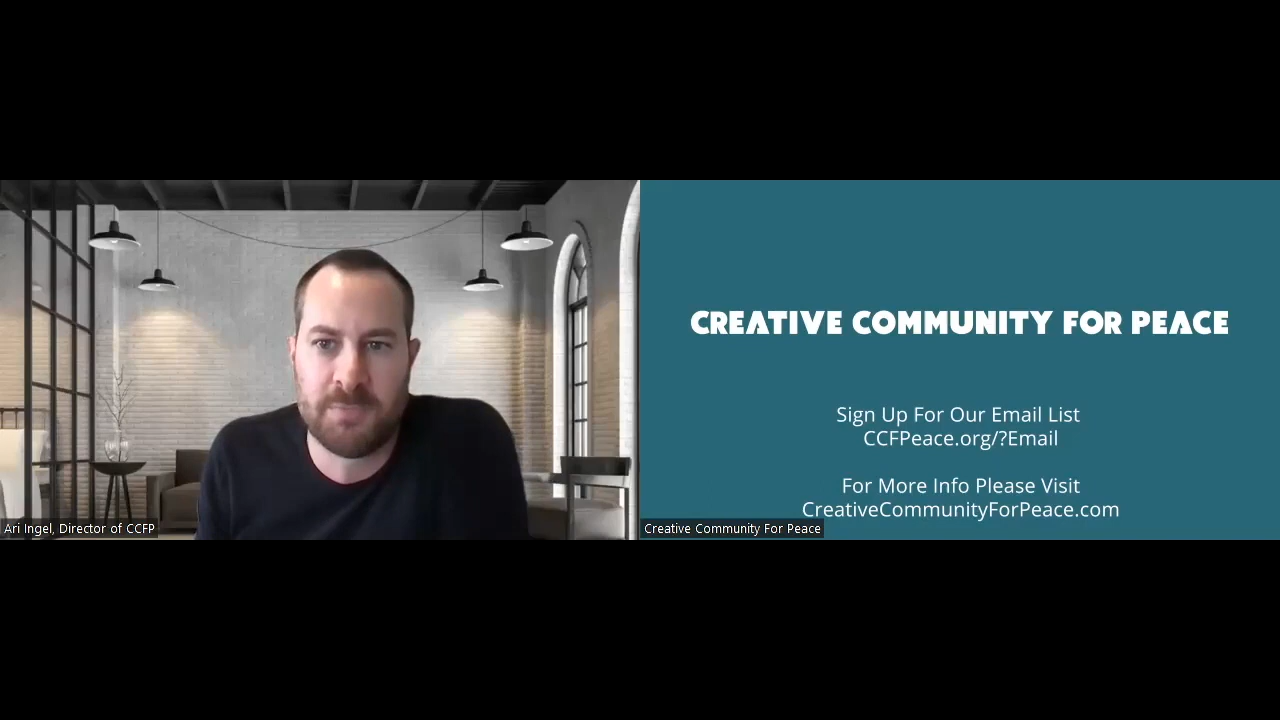 Ari Ingel, Director of CCFP
CREATIVE COMMUNITY FOR PEACE
Sign Up For Our Email List
CCFPeace.org/?Email
For More Info Please Visit
CreativeCommunityForPeace.com
Creative Community For Peace